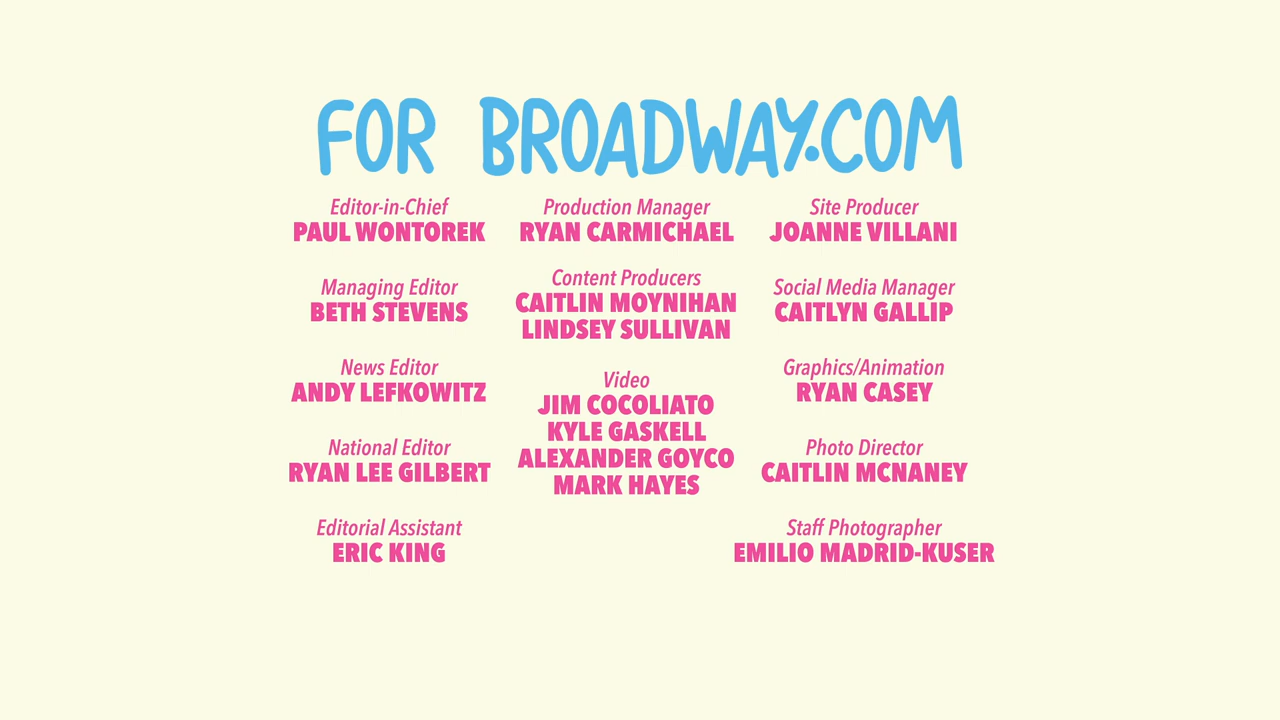 FOR BROADWAY.COM
Editor-in-Chief
PAUL WONTOREK
Managing Editor
BETH STEVENS
News Editor
ANDY LEFKOWITZ
National Editor
RYAN LEE GILBERT
Editorial Assistant
ERIC KING
Production Manager
RYAN CARMICHAEL
Content Producers
CAITLIN MOYNIHAN
LINDSEY SULLIVAN
Video
JIM COCOLIATO
KYLE GASKELL
ALEXANDER GOYCO
MARK HAYES
Site Producer
JOANNE VILLANI
Social Media Manager
CAITLYN GALLIP
Graphics/Animation
RYAN CASEY
Photo Director
CAITLIN MCNANEY
Staff Photographer
EMILIO MADRID-KUSER